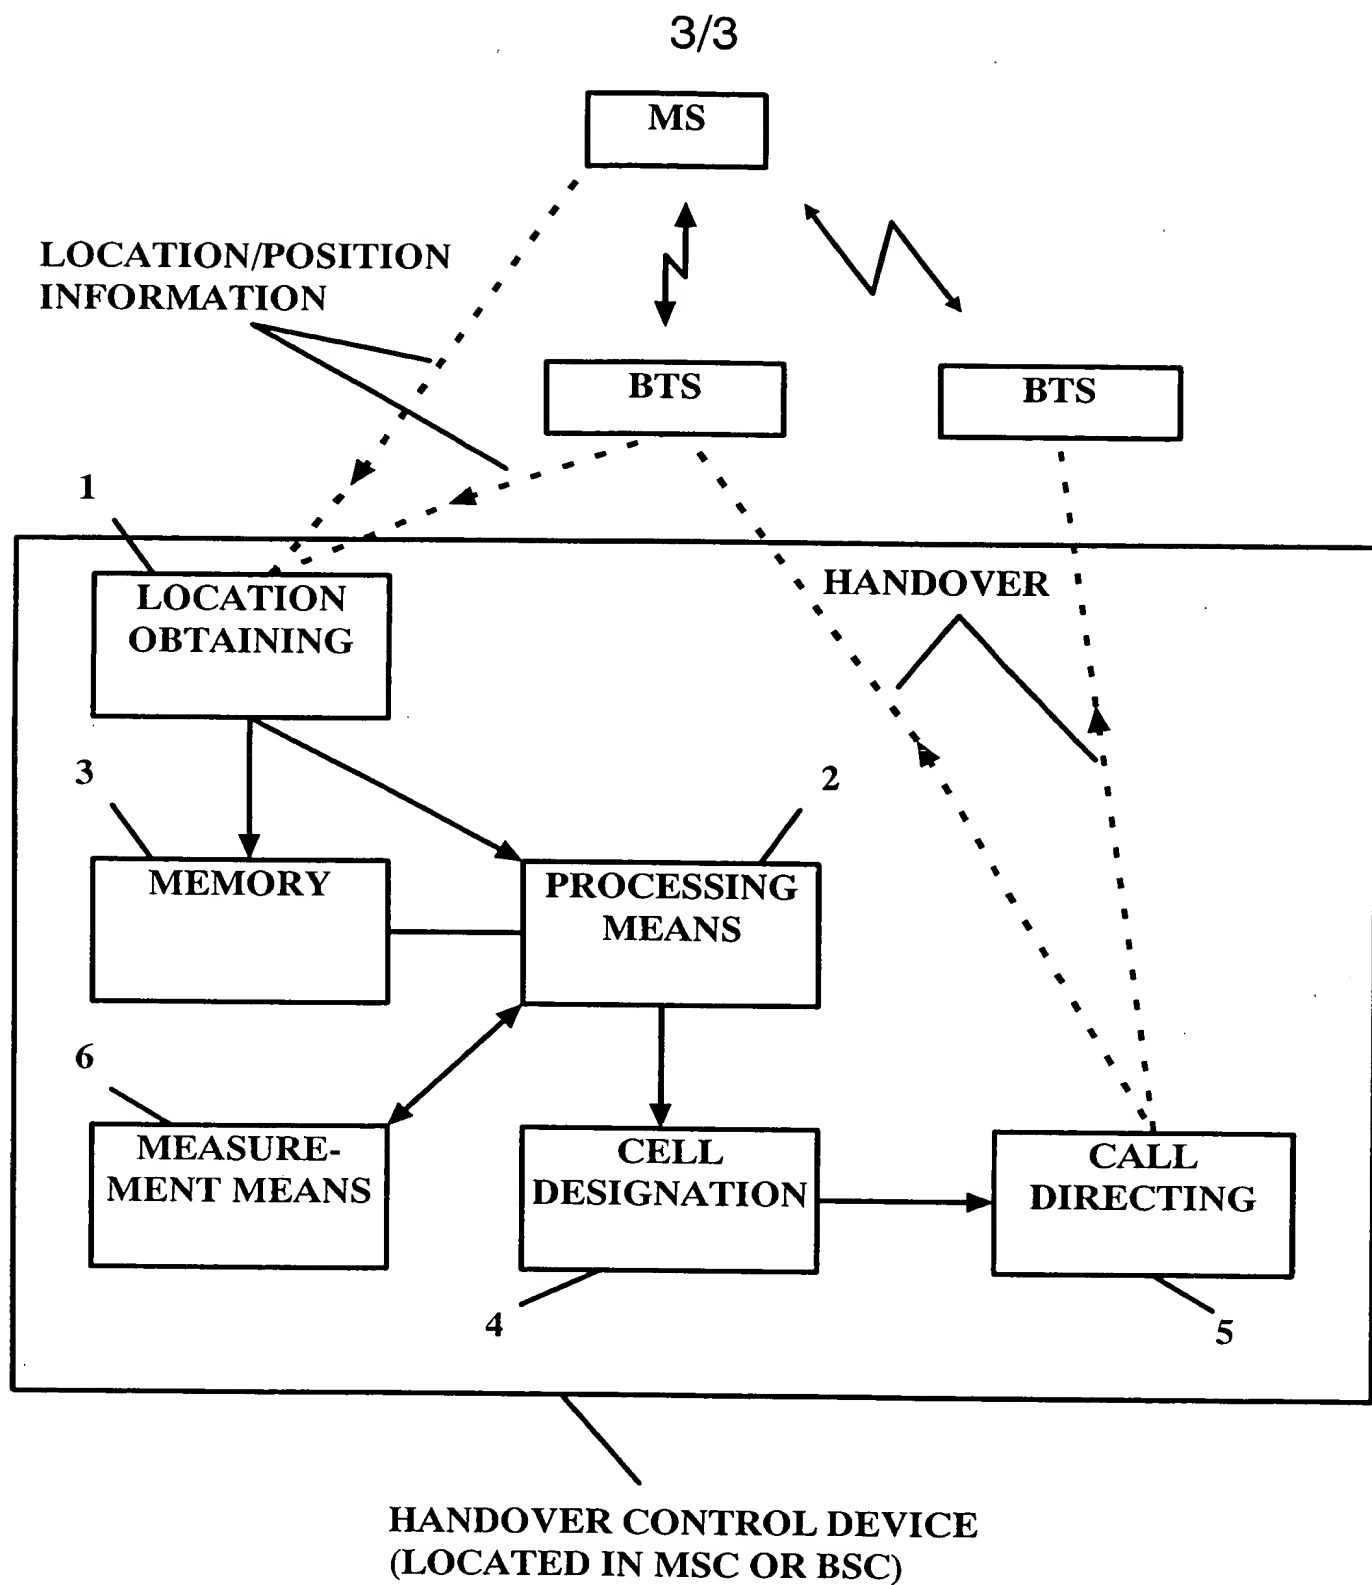 3/3
MS
LOCATION/POSITION
INFORMATION
BTS
BTS
1
LOCATION
OBTAINING
HANDOVER
3
2
MEMORY
PROCESSING
MEANS
6
MEASURE-
MENT MEANS
CELL
DESIGNATION
CALL
DIRECTING
4
5
HANDOVER CONTROL DEVICE
(LOCATED IN MSC OR BSC)